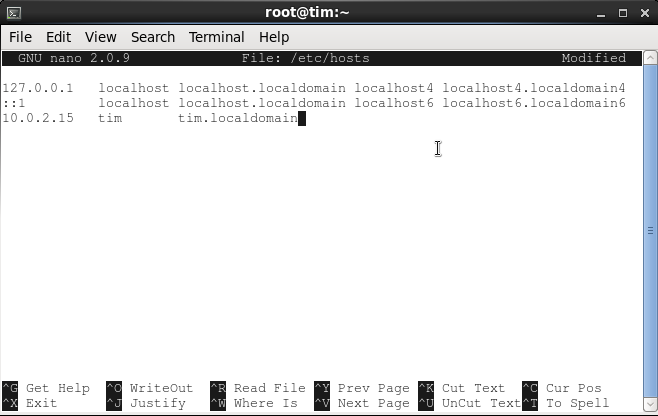 root@tim:~
File Edit View Search Terminal Help
GNU nano 2.0.9 File: /etc/hosts Modified
127.0.0.1 localhost localhost.localdomain localhost4 localhost4.localdomain4
::1 localhost localhost.localdomain localhost6 localhost6.localdomain6
10.0.2.15 tim tim.localdomain
^G Get Help ^O WriteOut ^R Read File ^Y Prev Page ^K Cut Text ^C Cur Pos
^X Exit ^J Justify ^W Where Is ^V Next Page ^U UnCut Text ^T To Spell